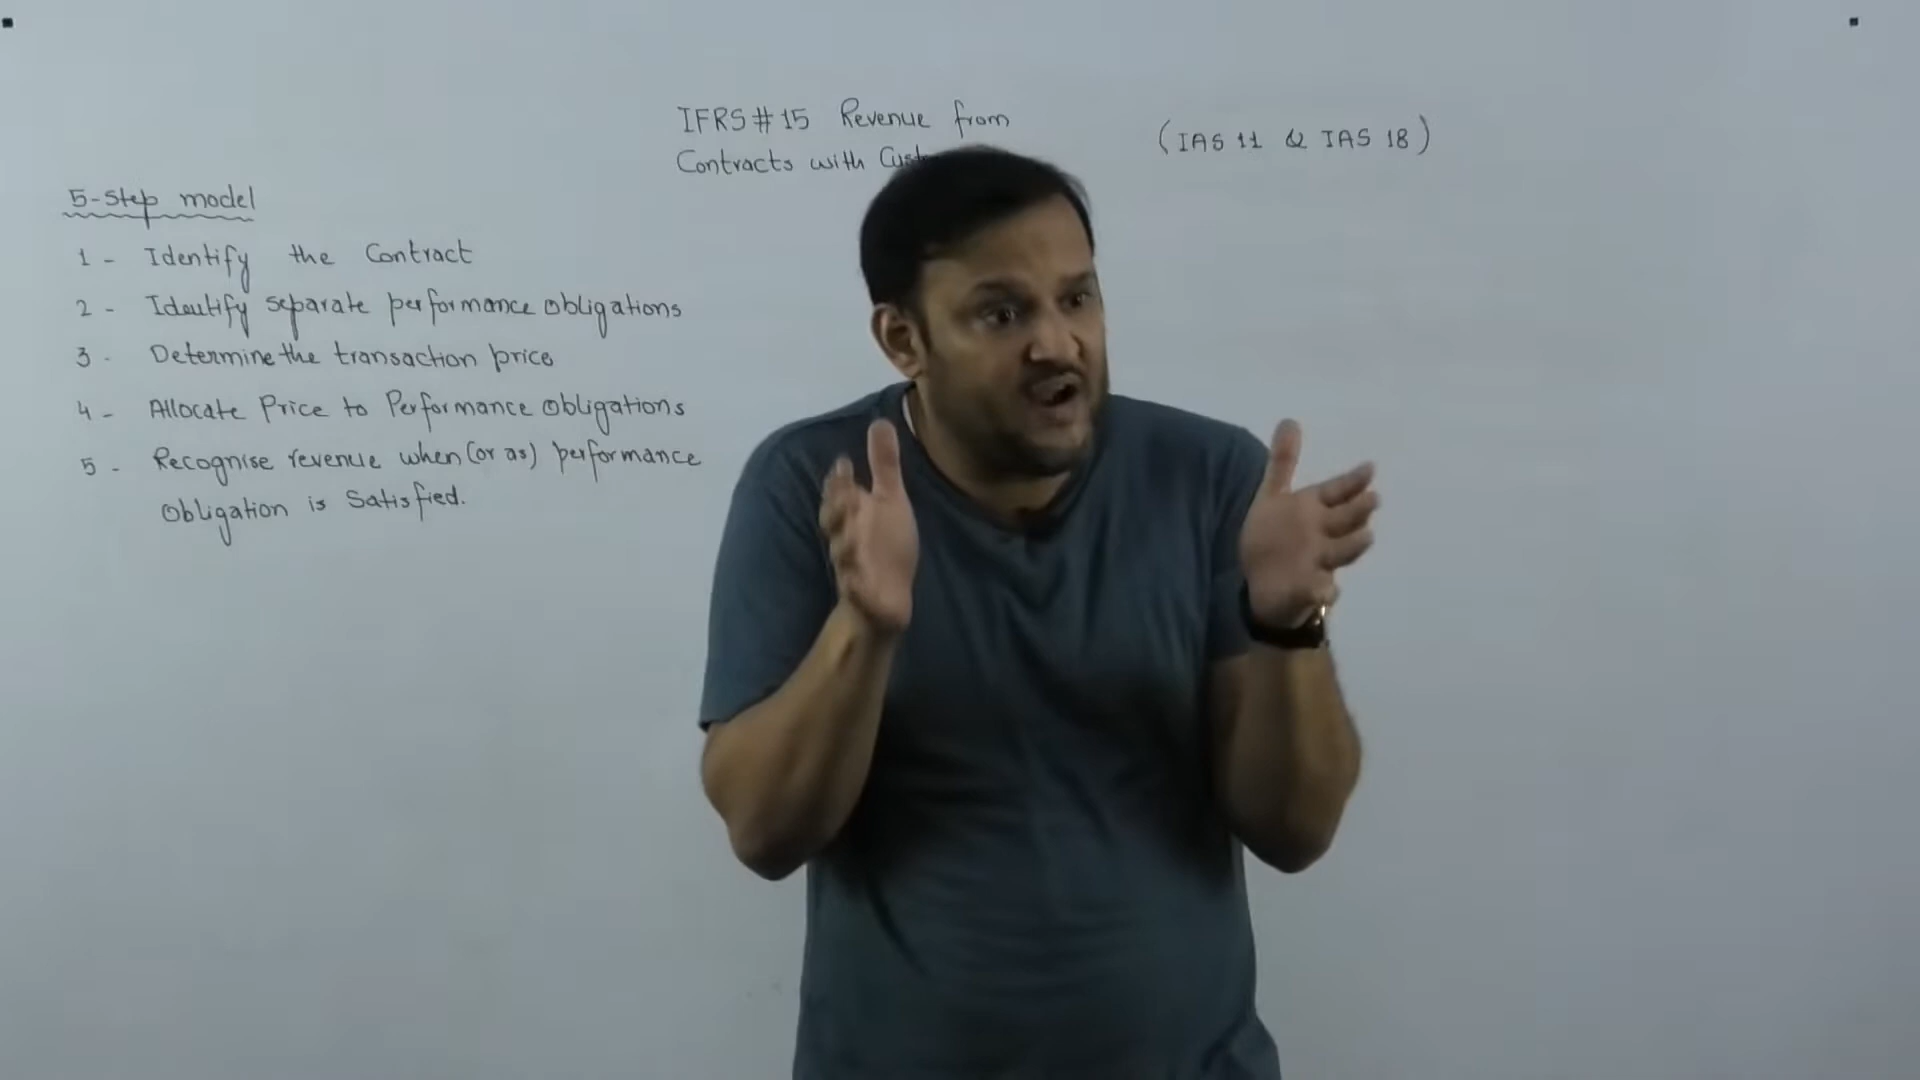 IFRS # 15 Revenue from
Contracts with
(IAS 11 & IAS 18)
5-Step model
1- Identify the Contract
2- Identify separate performance obligations
3- Determine the transaction price
4- Allocate Price to Performance Obligations
5- Recognise revenue when (or as) performance
Obligation is Satisfied.